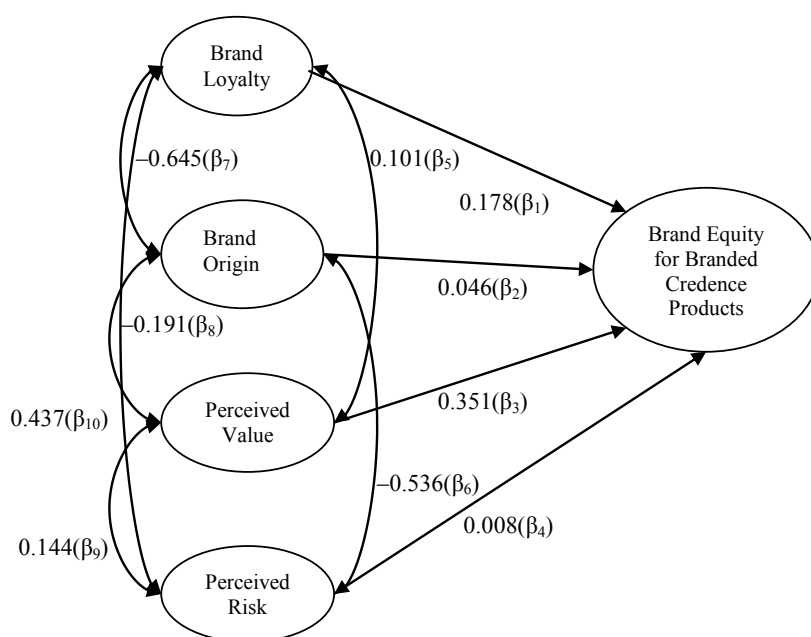 Brand
Loyalty
–0.645(β₇)
0.101(β₅)
0.178(β₁)
Brand
Origin
Brand Equity
for Branded
Credence
Products
0.046(β₂)
–0.191(β₈)
Perceived
Value
0.351(β₃)
0.437(β₁₀)
–0.536(β₆)
0.008(β₄)
0.144(β₉)
Perceived
Risk